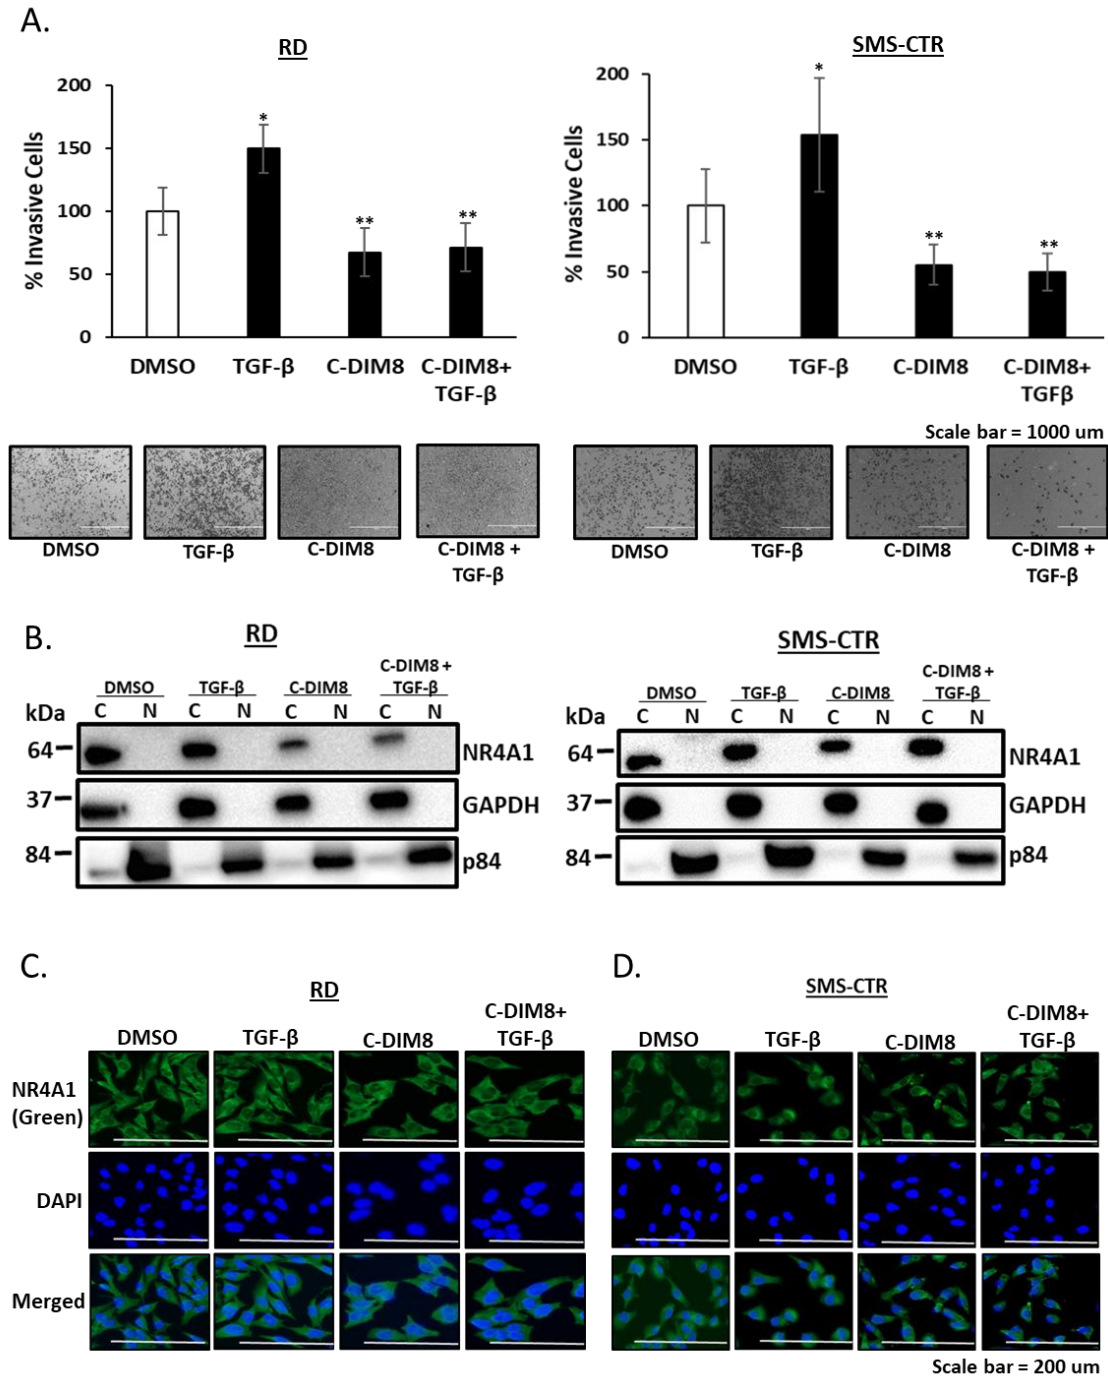 A.
RD
SMS-CTR
200
150
100
50
0
% Invasive Cells
*
**
**
DMSO
TGF-β
C-DIM8
C-DIM8+
TGF-β
200
150
100
50
0
% Invasive Cells
*
**
**
DMSO
TGF-β
C-DIM8
C-DIM8+
TGFβ
Scale bar = 1000 um
DMSO
TGF-β
C-DIM8
C-DIM8 +
TGF-β
DMSO
TGF-β
C-DIM8
C-DIM8 +
TGF-β
B.
RD
DMSO
TGF-β
C-DIM8
C-DIM8 +
TGF-β
kDa
C N C N C N C N
64
NR4A1
37
GAPDH
84
p84
SMS-CTR
DMSO
TGF-β
C-DIM8
C-DIM8 +
TGF-β
kDa
C N C N C N C N
64
NR4A1
37
GAPDH
84
p84
C.
RD
DMSO
TGF-β
C-DIM8
C-DIM8+
TGF-β
NR4A1
(Green)
DAPI
Merged
D.
SMS-CTR
DMSO
TGF-β
C-DIM8
C-DIM8+
TGF-β
Scale bar = 200 um